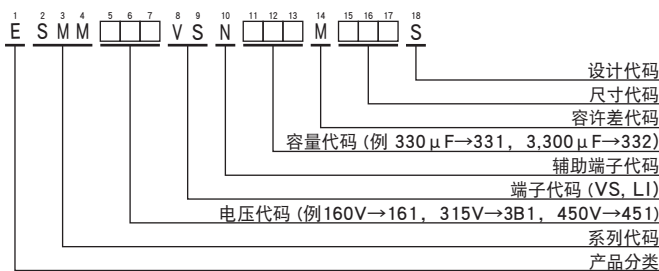 1 2 3 4 5 6 7 8 9 10 11 12 13 14 15 16 17 18
E SMM □□□ VS N □□□ M □□□ S
设计代码
尺寸代码
容许差代码
容量代码 (例 330μF→331, 3,300μF→332)
辅助端子代码
端子代码 (VS, LI)
电压代码 (例160V→161, 315V→3B1, 450V→451)
系列代码
产品分类